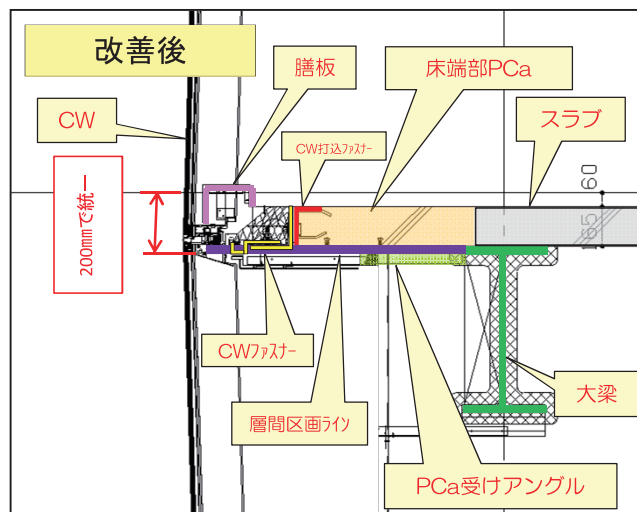 改善後
膳板
床端部PCa
CW
CW打込ファスナー
スラブ
200mmで統一
60
165
CWファスナー
大梁
層間区画ライン
PCa受けアングル